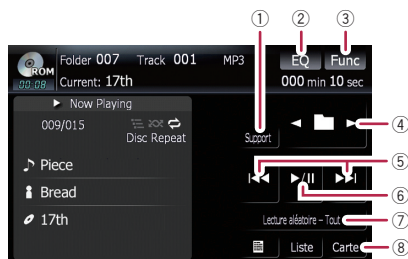 ① ② ③
ROM Folder 007 Track 001 MP3 EQ Func
00:08 Current: 17th 000 min 10 sec
Now Playing
009/015
Disc Repeat
Support
④
Piece
⑤
Bread
⑥
17th
Lecture aléatoire – Tout ⑦
Liste Carte ⑧